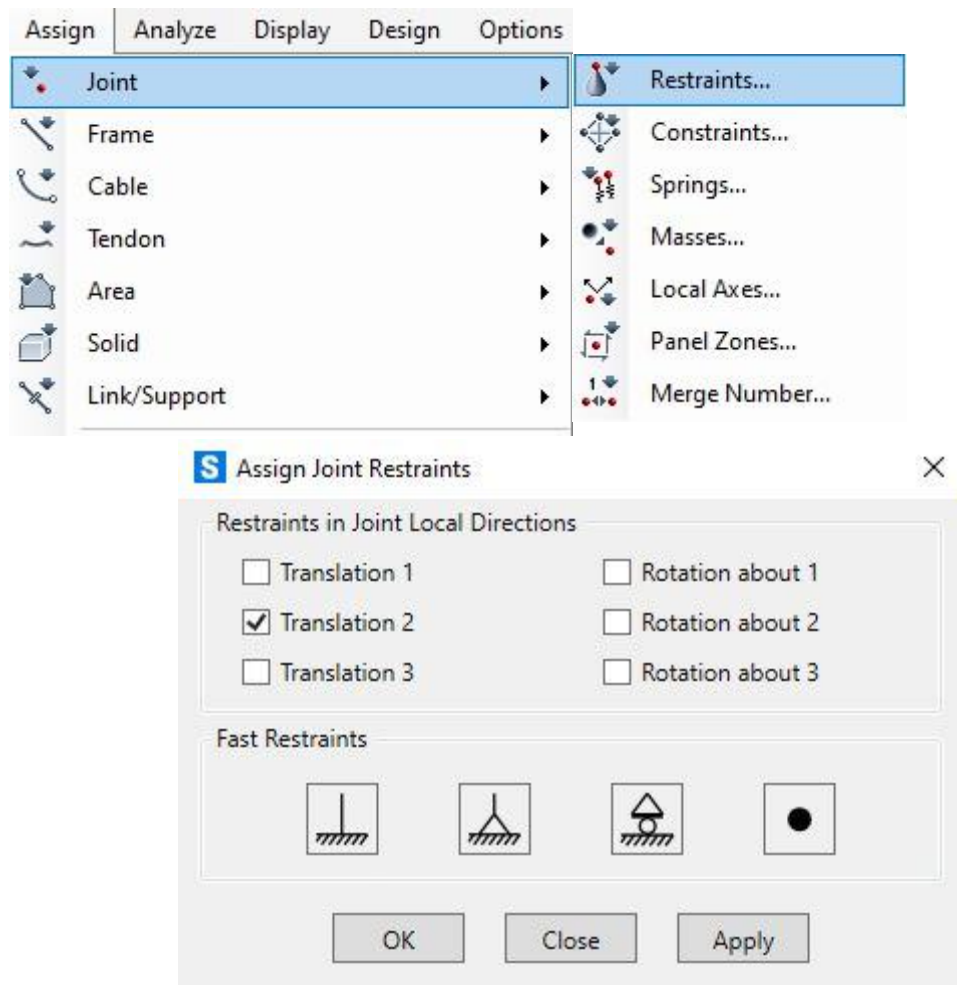 Assign Analyze Display Design Options
Joint
Frame
Cable
Tendon
Area
Solid
Link/Support
Restraints...
Constraints...
Springs...
Masses...
Local Axes...
Panel Zones...
1
Merge Number...
S Assign Joint Restraints
Restraints in Joint Local Directions
Translation 1 Rotation about 1
Translation 2 Rotation about 2
Translation 3 Rotation about 3
Fast Restraints
OK Close Apply